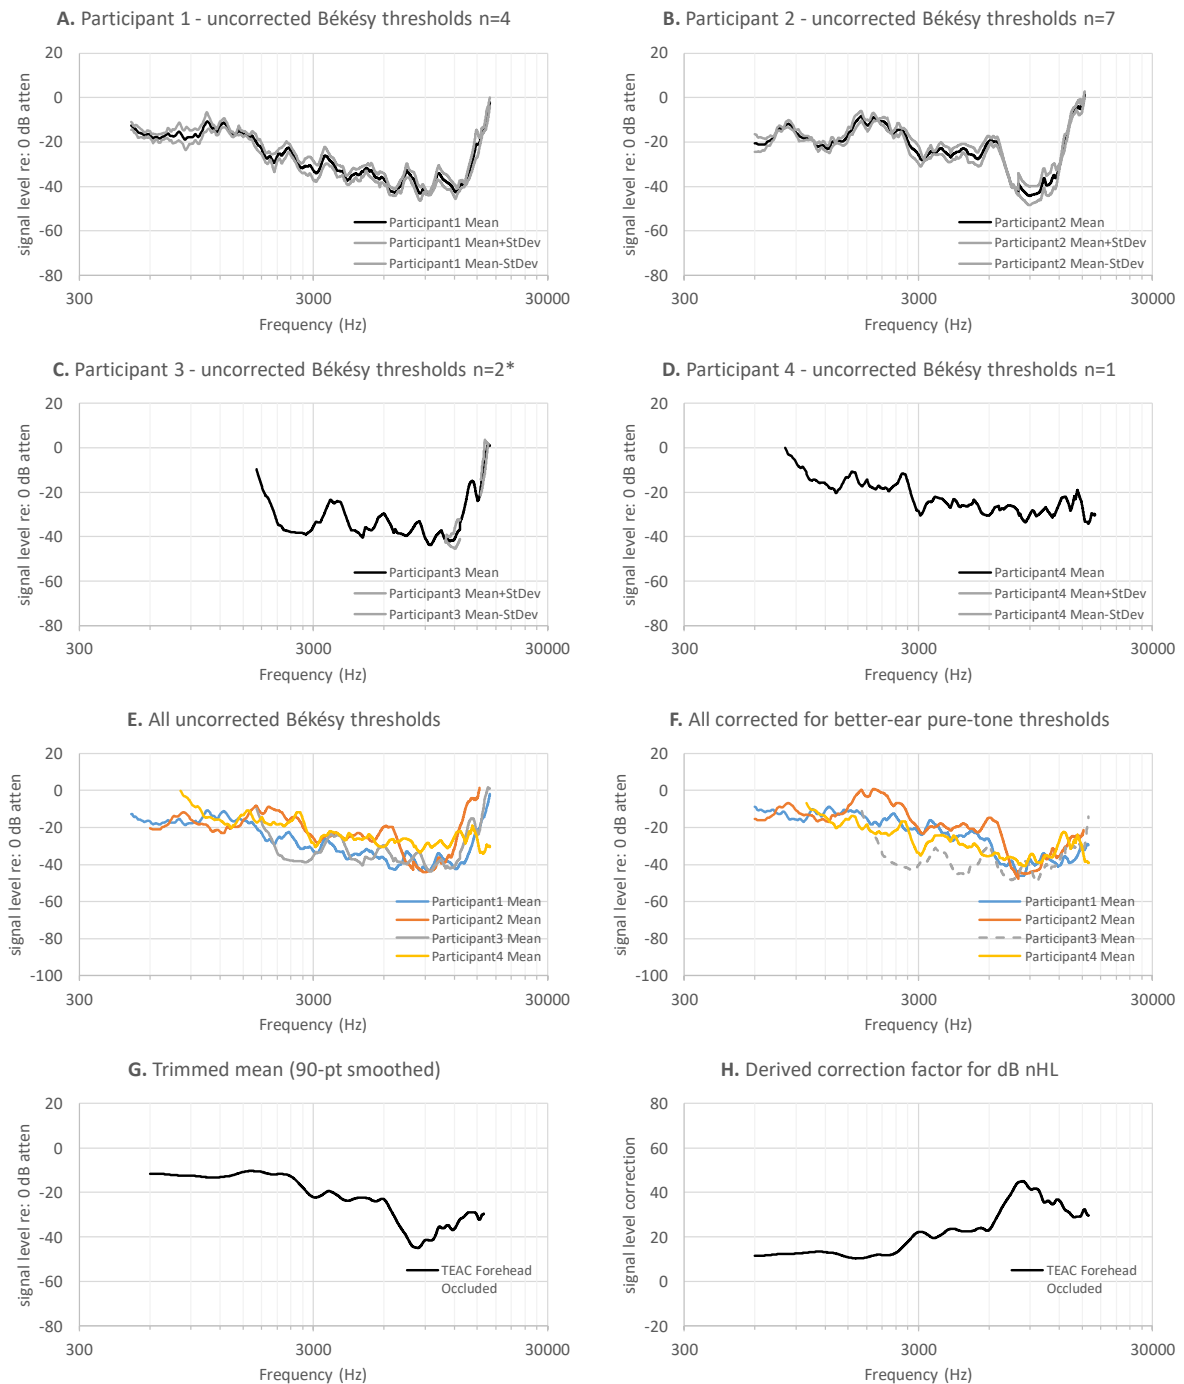 A. Participant 1 - uncorrected Békésy thresholds n=4
20
0
-20
-40
-60
-80
signal level re: 0 dB atten
Participant1 Mean
Participant1 Mean+StDev
Participant1 Mean-StDev
300
3000
30000
Frequency (Hz)
B. Participant 2 - uncorrected Békésy thresholds n=7
20
0
-20
-40
-60
-80
signal level re: 0 dB atten
Participant2 Mean
Participant2 Mean+StDev
Participant2 Mean-StDev
300
3000
30000
Frequency (Hz)
C. Participant 3 - uncorrected Békésy thresholds n=2*
20
0
-20
-40
-60
-80
signal level re: 0 dB atten
Participant3 Mean
Participant3 Mean+StDev
Participant3 Mean-StDev
300
3000
30000
Frequency (Hz)
D. Participant 4 - uncorrected Békésy thresholds n=1
20
0
-20
-40
-60
-80
signal level re: 0 dB atten
Participant4 Mean
Participant4 Mean+StDev
Participant4 Mean-StDev
300
3000
30000
Frequency (Hz)
E. All uncorrected Békésy thresholds
20
0
-20
-40
-60
-80
-100
signal level re: 0 dB atten
Participant1 Mean
Participant2 Mean
Participant3 Mean
Participant4 Mean
300
3000
30000
Frequency (Hz)
F. All corrected for better-ear pure-tone thresholds
20
0
-20
-40
-60
-80
-100
signal level re: 0 dB atten
Participant1 Mean
Participant2 Mean
Participant3 Mean
Participant4 Mean
300
3000
30000
Frequency (Hz)
G. Trimmed mean (90-pt smoothed)
20
0
-20
-40
-60
-80
signal level re: 0 dB atten
TEAC Forehead
Occluded
300
3000
30000
Frequency (Hz)
H. Derived correction factor for dB nHL
80
60
40
20
0
-20
signal level correction
TEAC Forehead
Occluded
300
3000
30000
Frequency (Hz)